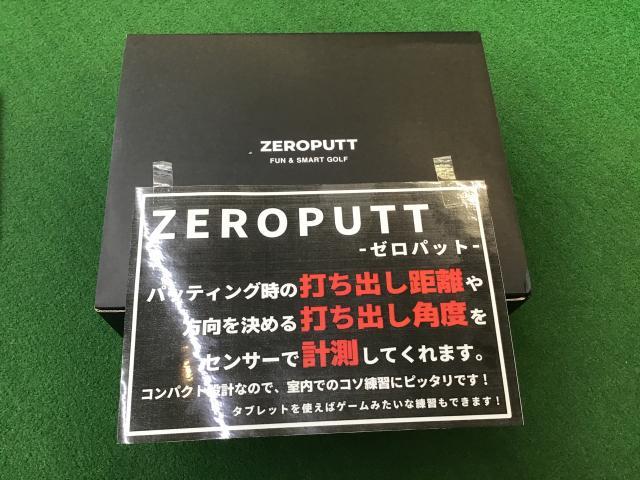 ZEROPUTT
FUN & SMART GOLF
ZEROPUTT
-ゼロパット-
パッティング時の打ち出し距離や
方向を決める打ち出し角度を
センサーで計測してくれます。
コンパクト設計なので、室内でのコソ練習にピッタリです!
タブレットを使えばゲームみたいな練習もできます!